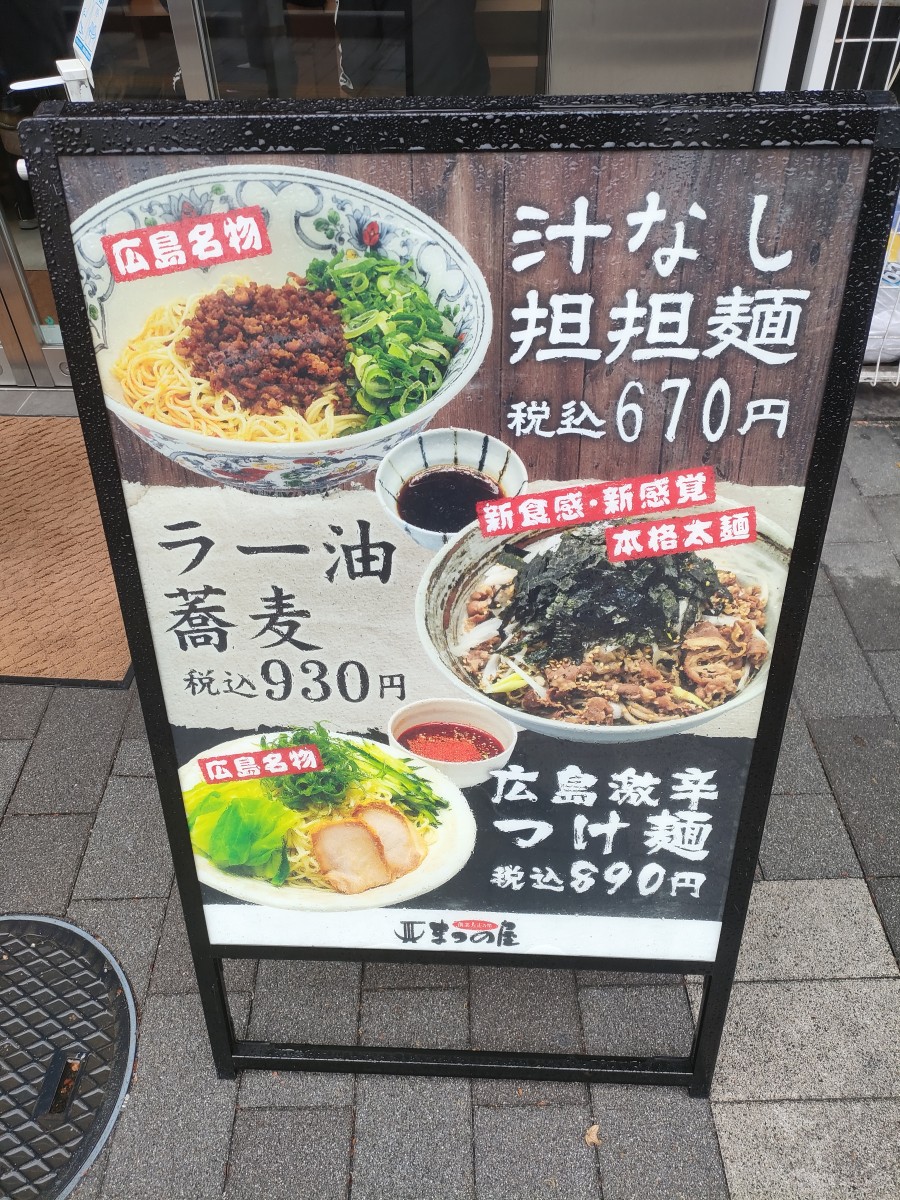 広島名物
汁なし
担担麺
税込670円
新食感・新感覚
本格太麺
ラー油
蕎麦
税込930円
広島名物
広島激辛
つけ麺
税込890円
まつの屋